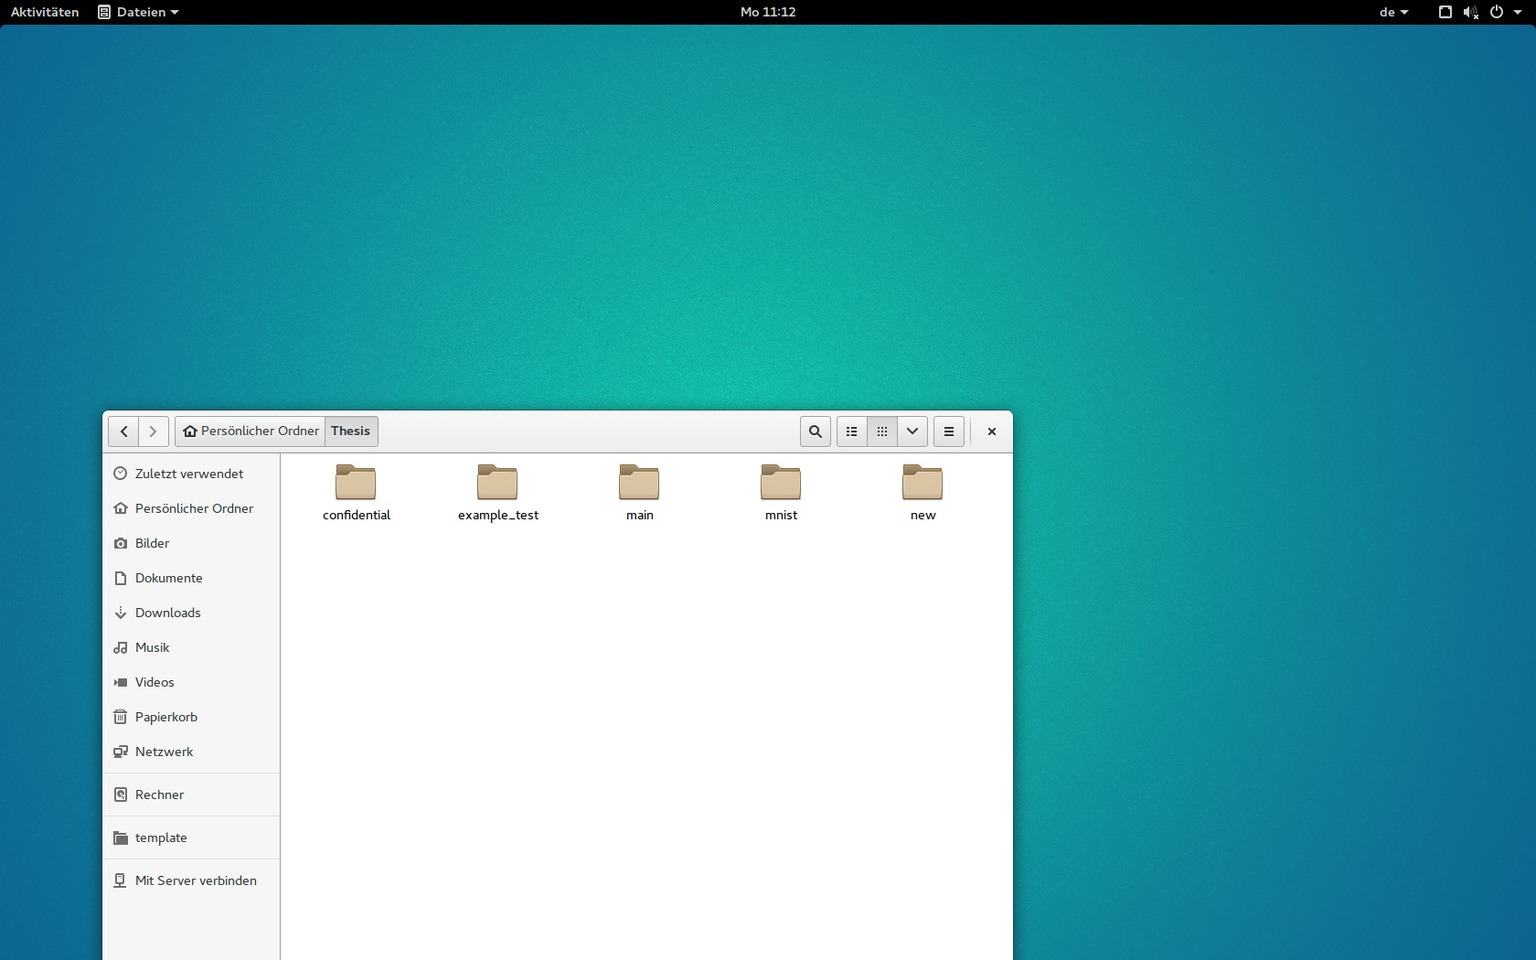 Aktivitäten Dateien Mo 11:12 de
Persönlicher Ordner Thesis
Zuletzt verwendet
Persönlicher Ordner
Bilder
Dokumente
Downloads
Musik
Videos
Papierkorb
Netzwerk
Rechner
template
Mit Server verbinden
confidential example_test main mnist new